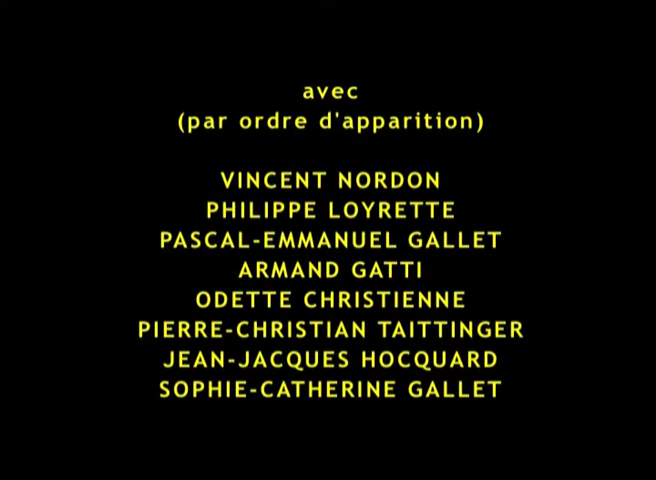 avec
(par ordre d'apparition)
VINCENT NORDON
PHILIPPE LOYRETTE
PASCAL-EMMANUEL GALLET
ARMAND GATTI
ODETTE CHRISTIENNE
PIERRE-CHRISTIAN TAITTINGER
JEAN-JACQUES HOCQUARD
SOPHIE-CATHERINE GALLET